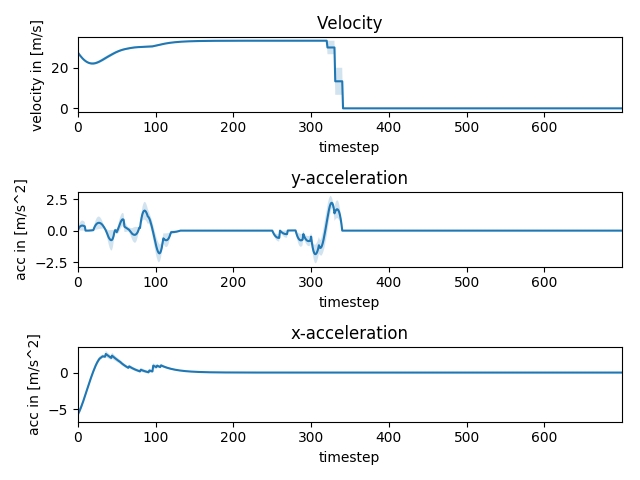 Velocity
velocity in [m/s]
20
0
0 100 200 300 400 500 600
timestep
y-acceleration
acc in [m/s^2]
2.5
0.0
−2.5
0 100 200 300 400 500 600
timestep
x-acceleration
acc in [m/s^2]
0
−5
0 100 200 300 400 500 600
timestep